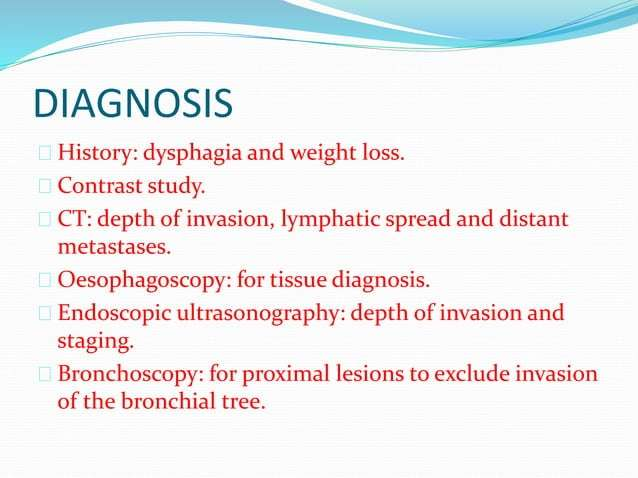 DIAGNOSIS
History: dysphagia and weight loss.
Contrast study.
CT: depth of invasion, lymphatic spread and distant
metastases.
Oesophagoscopy: for tissue diagnosis.
Endoscopic ultrasonography: depth of invasion and
staging.
Bronchoscopy: for proximal lesions to exclude invasion
of the bronchial tree.